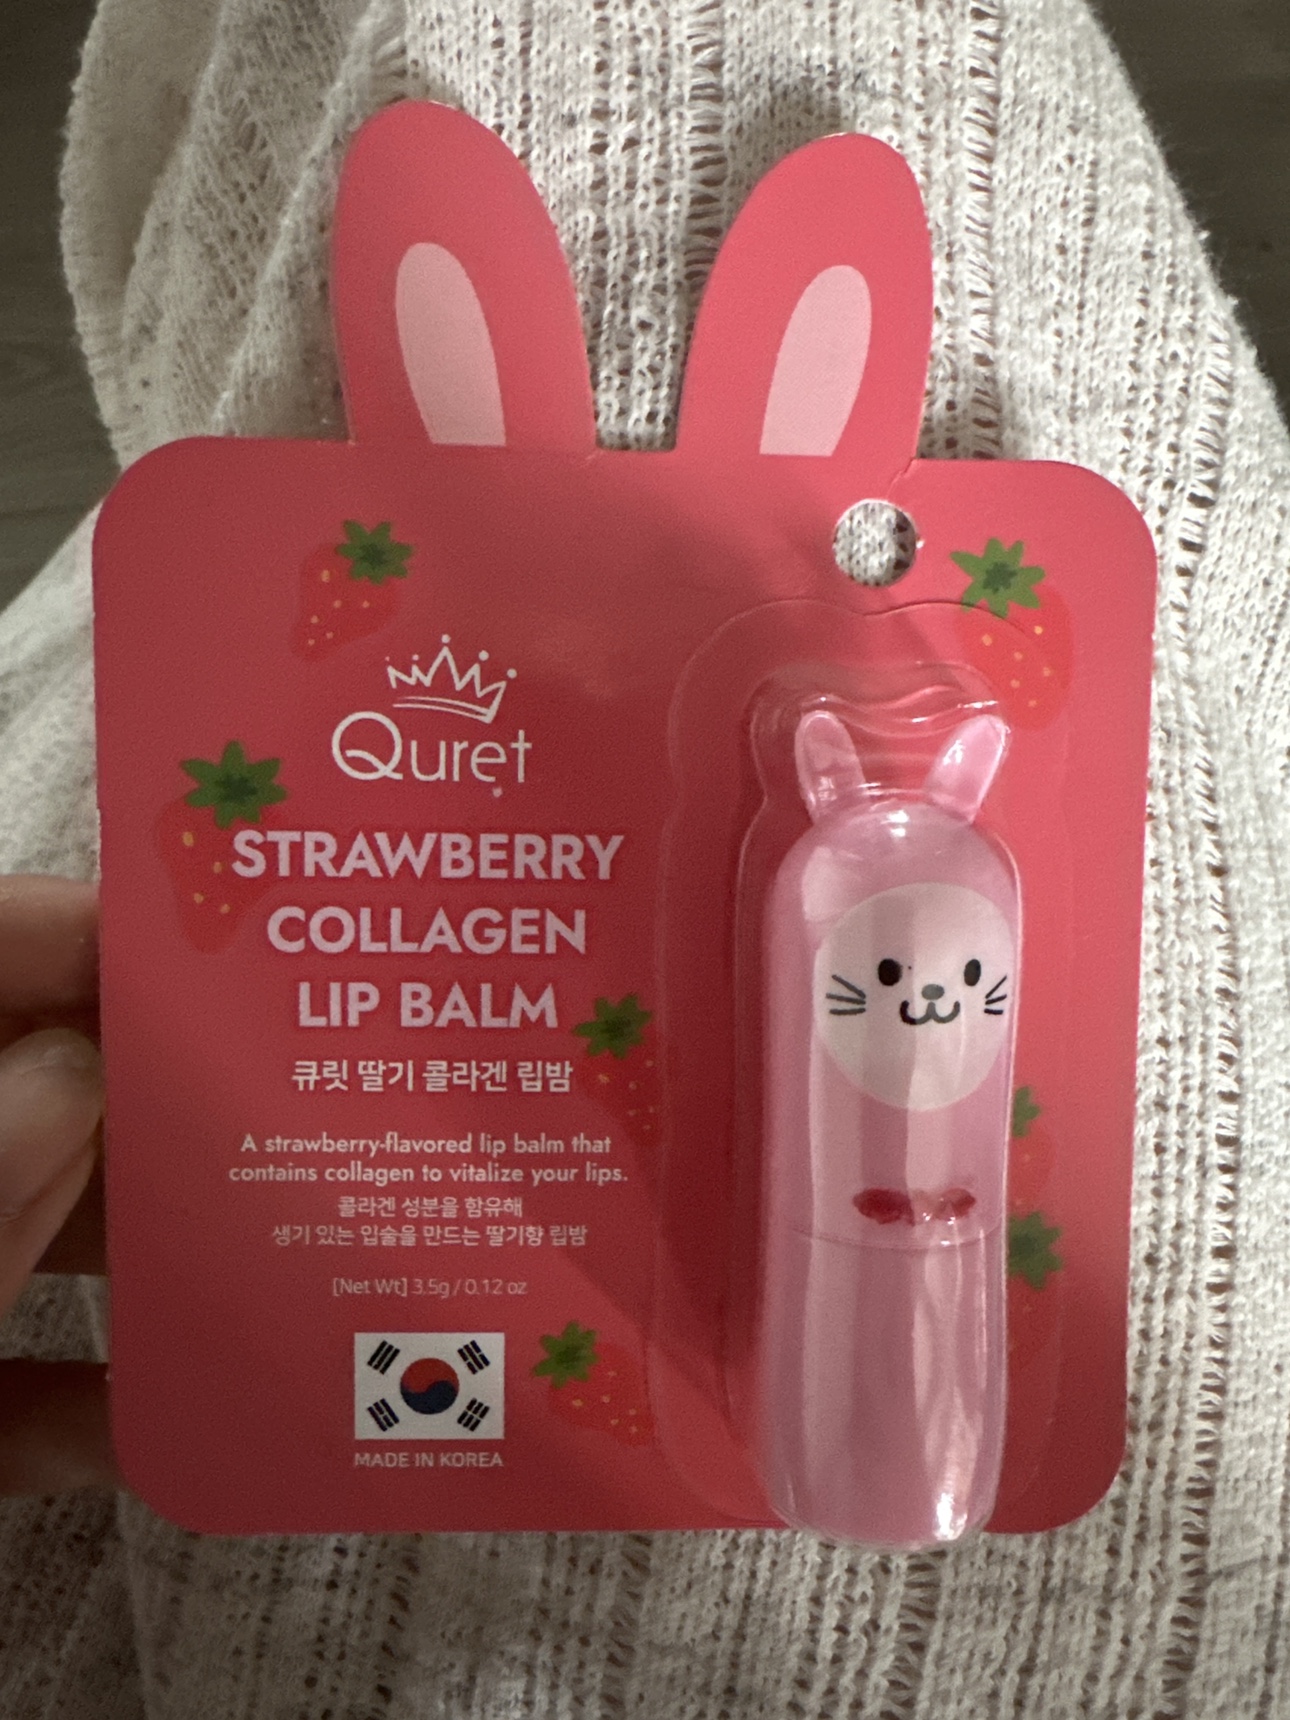 Quret
STRAWBERRY
COLLAGEN
LIP BALM
큐릿 딸기 콜라겐 립밤
A strawberry-flavored lip balm that
contains collagen to vitalize your lips.
콜라겐 성분을 함유해
생기 있는 입술을 만드는 딸기향 립밤
[Net Wt] 3.5g / 0.12 oz
MADE IN KOREA